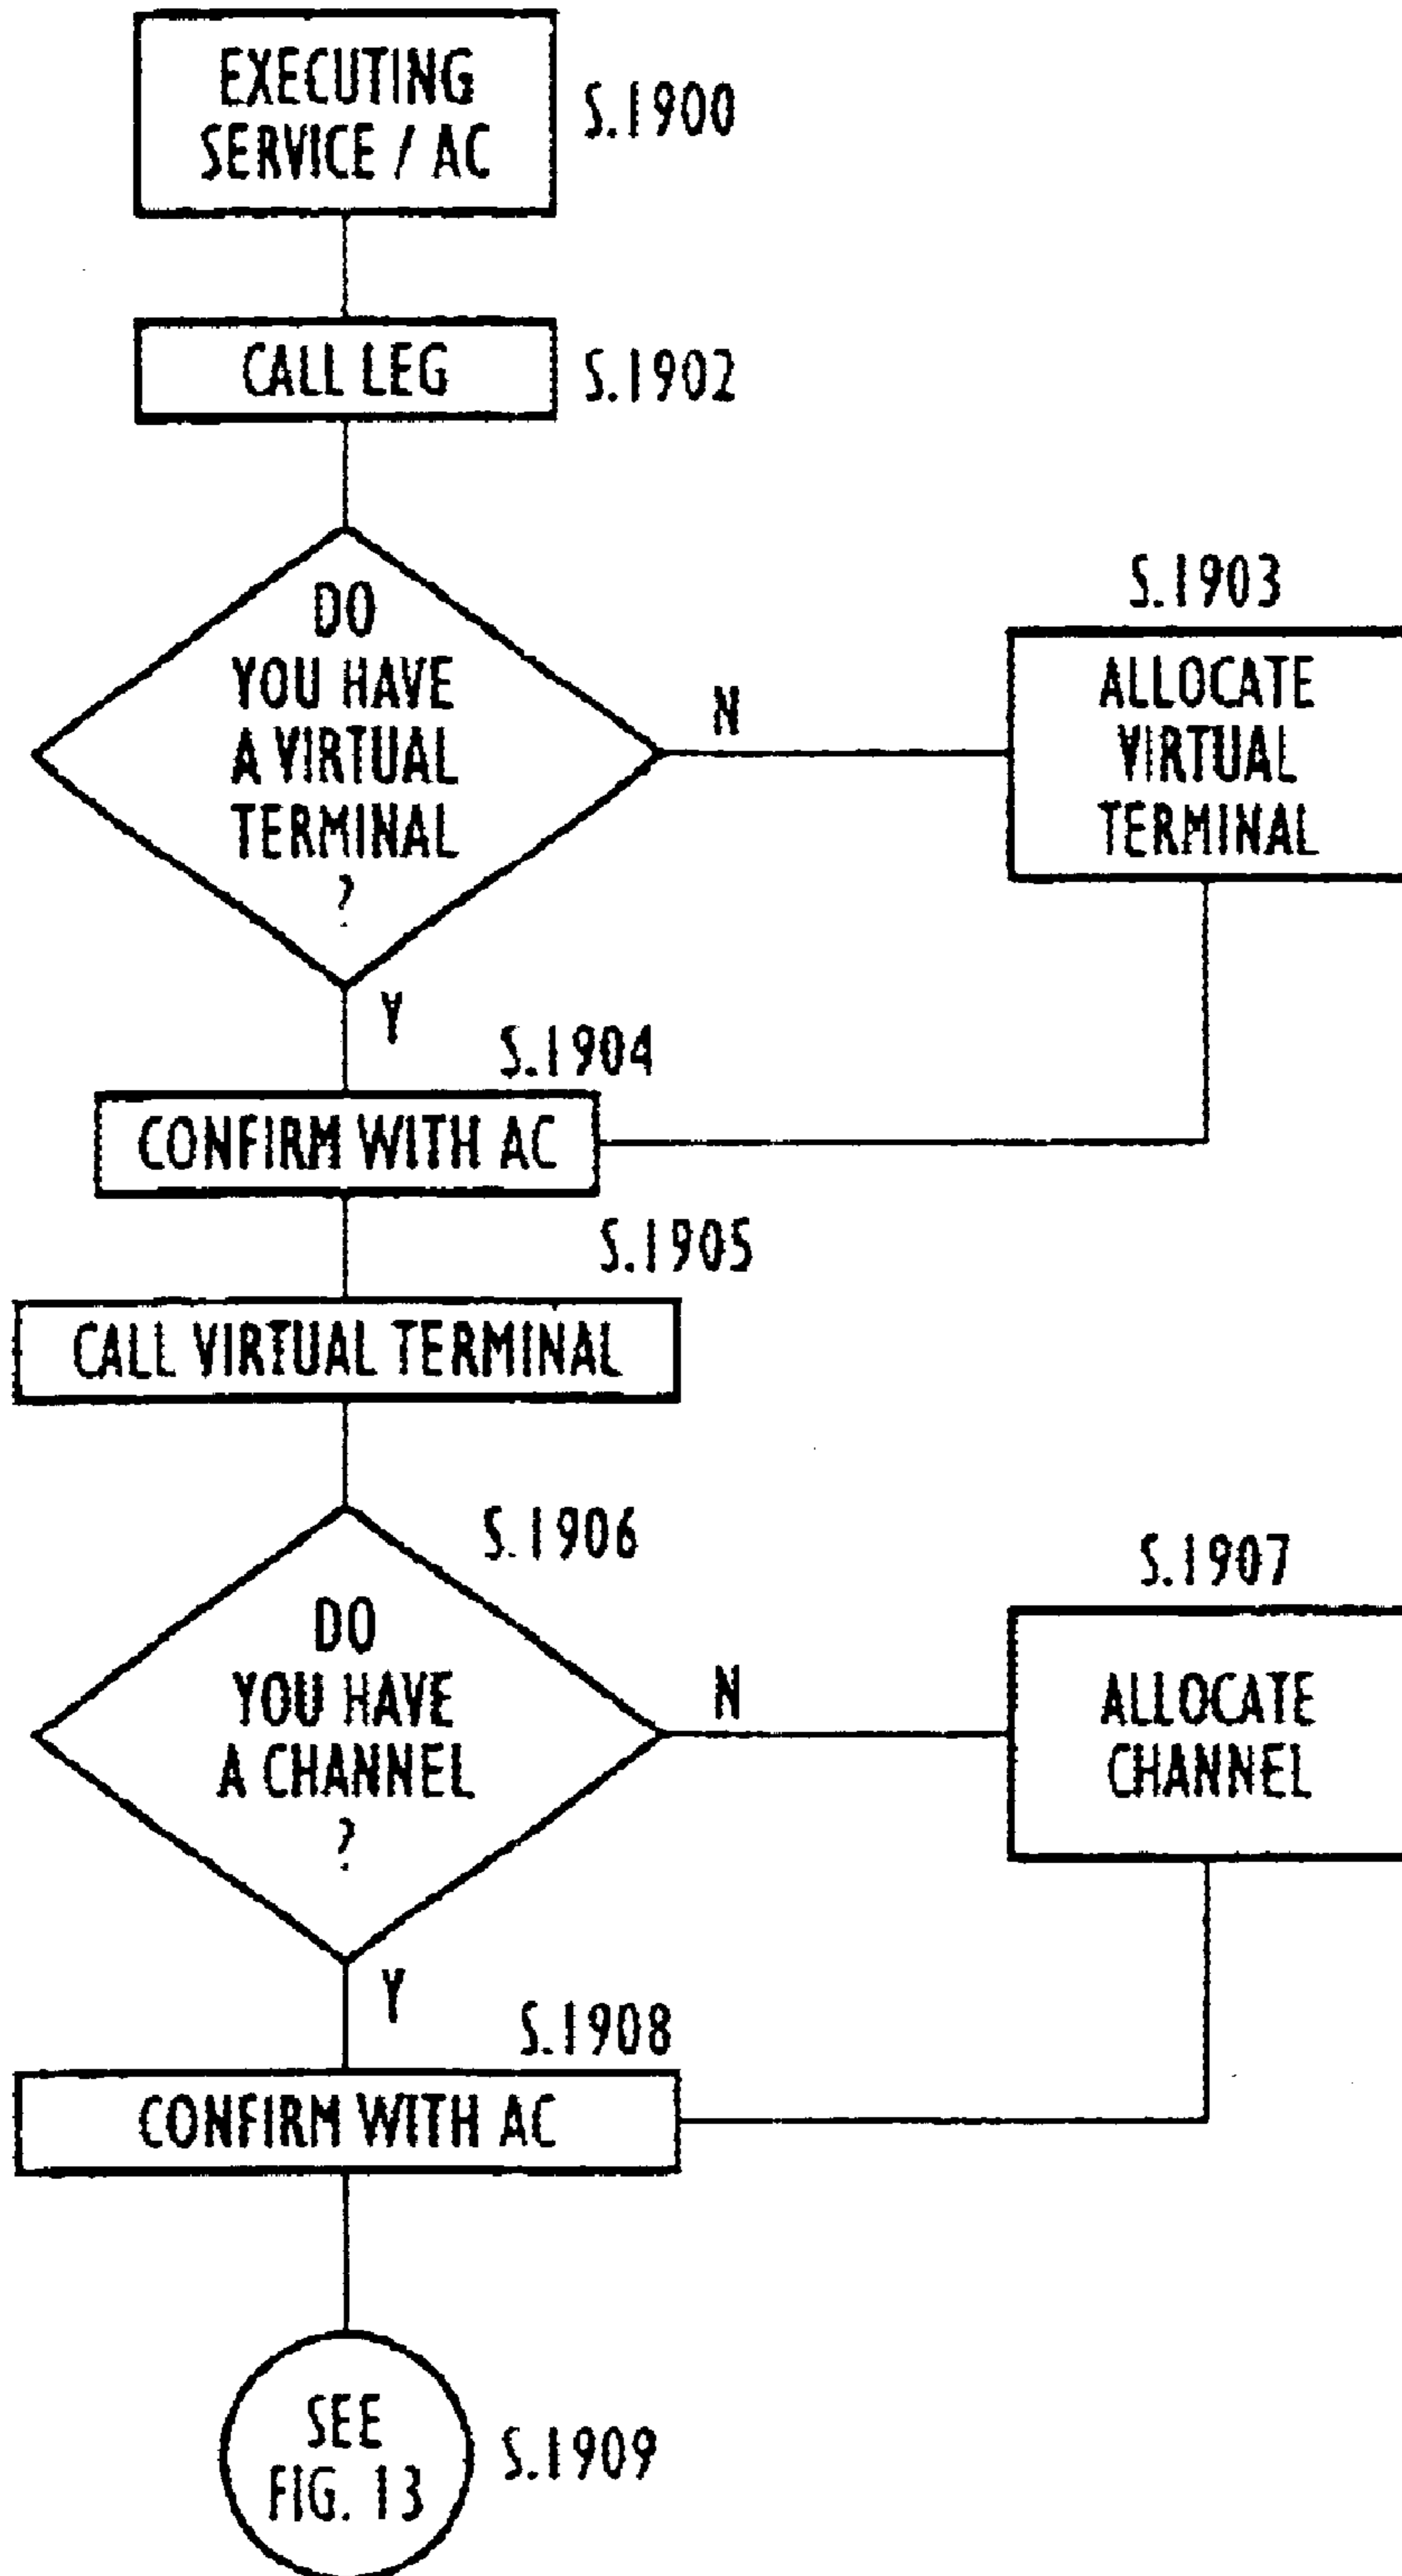 EXECUTING
SERVICE / AC
S.1900
CALL LEG
S.1902
DO
YOU HAVE
A VIRTUAL
TERMINAL
?
N
S.1903
ALLOCATE
VIRTUAL
TERMINAL
Y
S.1904
CONFIRM WITH AC
S.1905
CALL VIRTUAL TERMINAL
S.1906
DO
YOU HAVE
A CHANNEL
?
N
S.1907
ALLOCATE
CHANNEL
Y
S.1908
CONFIRM WITH AC
SEE
FIG. 13
S.1909